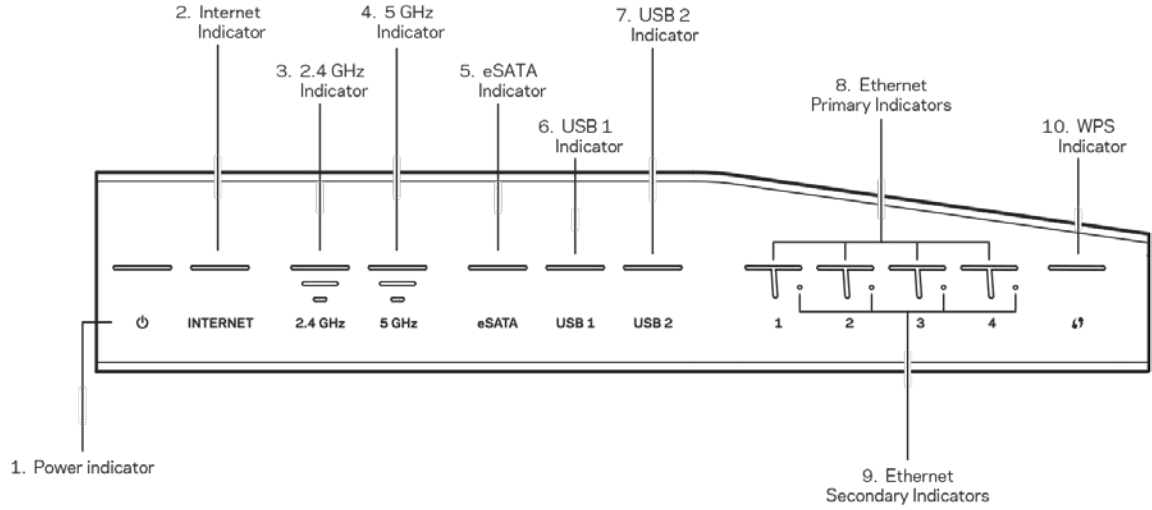 2. Internet
Indicator
4. 5 GHz
Indicator
7. USB 2
Indicator
3. 2.4 GHz
Indicator
5. eSATA
Indicator
8. Ethernet
Primary Indicators
6. USB 1
Indicator
10. WPS
Indicator
INTERNET
2.4 GHz
5 GHz
eSATA
USB 1
USB 2
1
2
3
4
1. Power indicator
9. Ethernet
Secondary Indicators